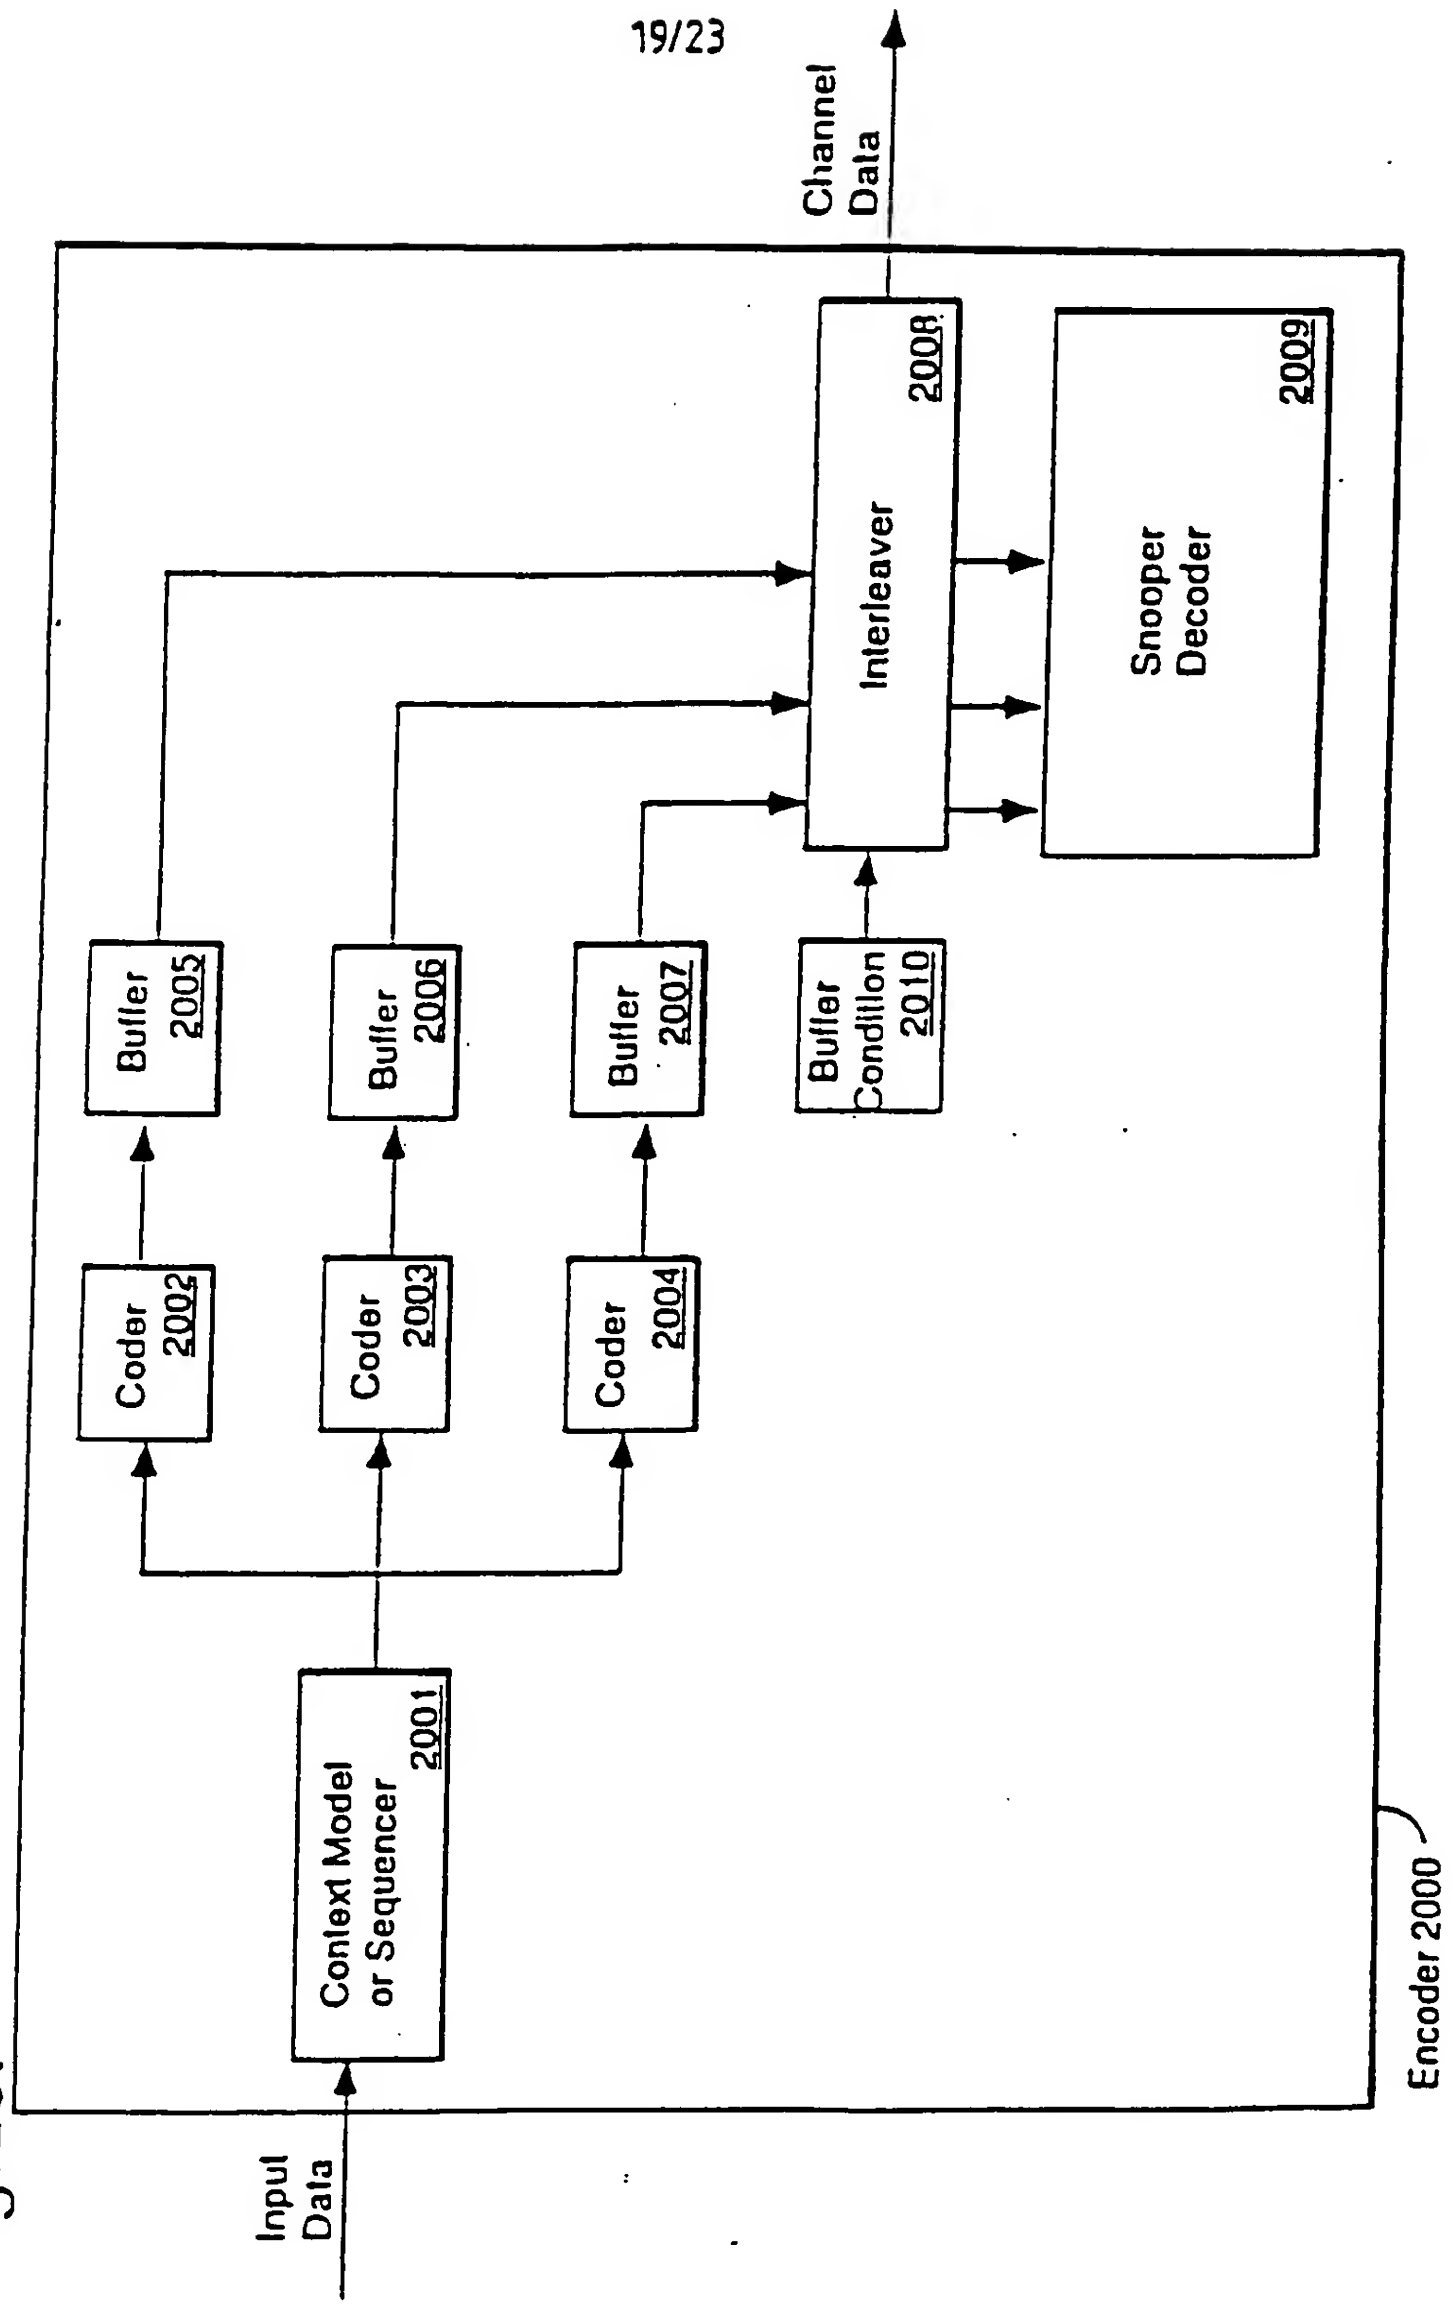 19/23
Input
Data
Context Model
or Sequencer
2001
Coder
2002
Coder
2003
Coder
2004
Buffer
2005
Buffer
2006
Buffer
2007
Buffer
Condition
2010
Interleaver
2008
Snooper
Decoder
2009
Channel
Data
Encoder 2000